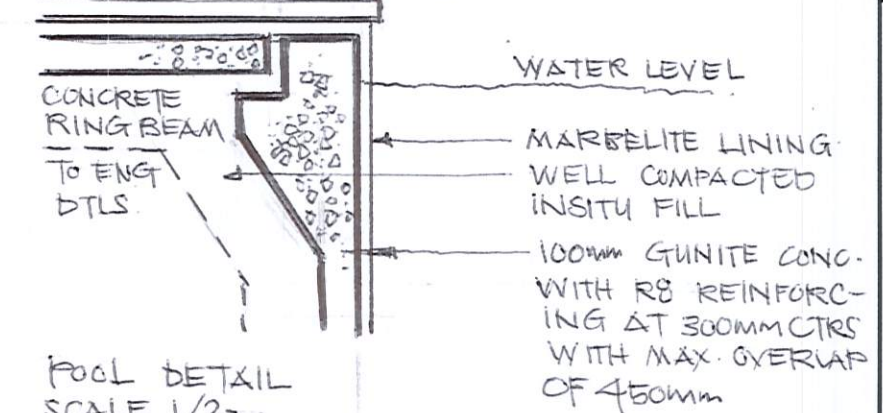 WATER LEVEL
CONCRETE
RING BEAM
TO ENG
DTLS.
MARBELITE LINING
WELL COMPACTED
INSITU FILL
100mm GUNITE CONC.
WITH R8 REINFORC-
ING AT 300MM CTRS
WITH MAX. OVERLAP
OF 450mm
POOL DETAIL
SCALE